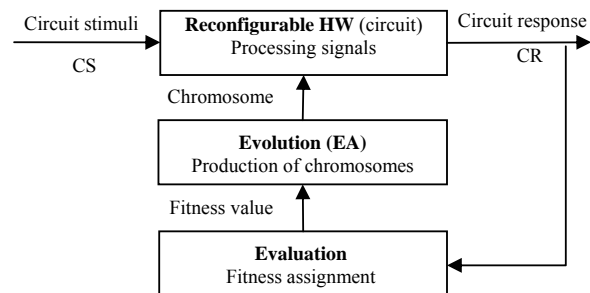 Circuit stimuli
CS
Reconfigurable HW (circuit)
Processing signals
Circuit response
CR
Chromosome
Evolution (EA)
Production of chromosomes
Fitness value
Evaluation
Fitness assignment